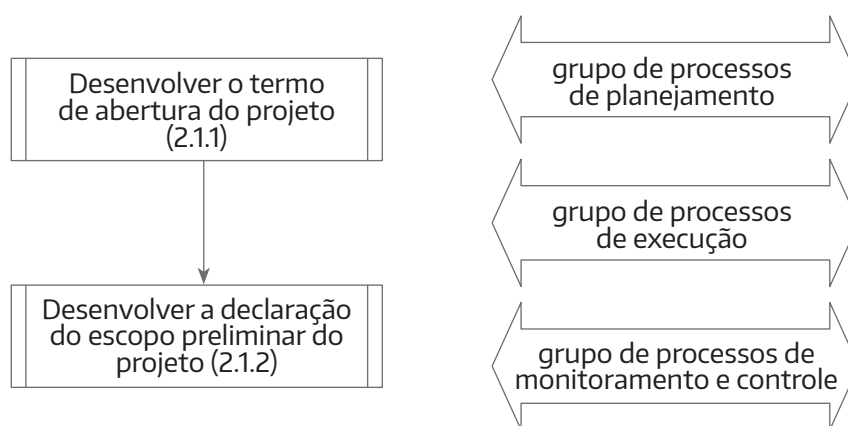 Desenvolver o termo
de abertura do projeto
(2.1.1)
Desenvolver a declaração
do escopo preliminar do
projeto (2.1.2)
grupo de processos
de planejamento
grupo de processos
de execução
grupo de processos de
monitoramento e controle